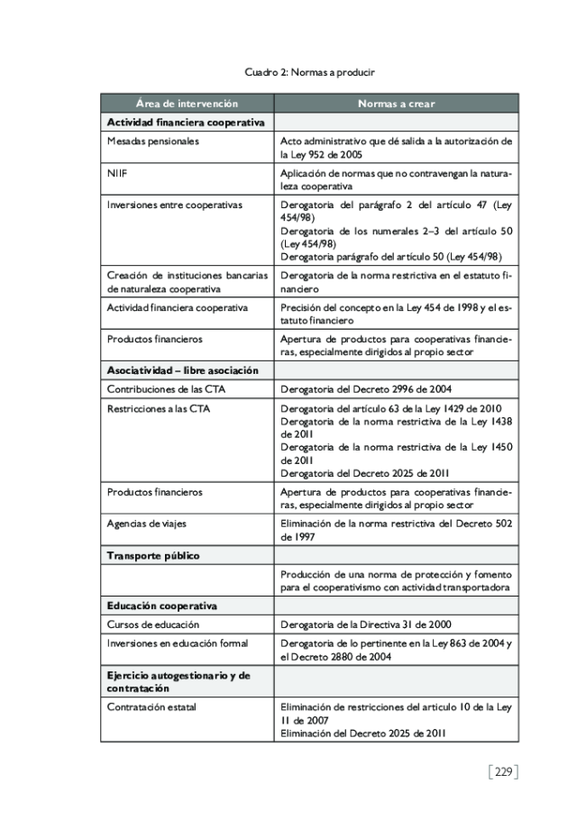 Cuadro 2: Normas a producir
Área de intervención
Normas a crear
Actividad financiera cooperativa
Mesadas pensionales
Acto administrativo que dé salida a la autorización de
la Ley 952 de 2005
NIIF
Aplicación de normas que no contravengan la natura-
leza cooperativa
Inversiones entre cooperativas
Derogatoria del parágrafo 2 del artículo 47 (Ley
454/98)
Derogatoria de los numerales 2–3 del artículo 50
(Ley 454/98)
Derogatoria parágrafo del artículo 50 (Ley 454/98)
Creación de instituciones bancarias
de naturaleza cooperativa
Derogatoria de la norma restrictiva en el estatuto fi-
nanciero
Actividad financiera cooperativa
Precisión del concepto en la Ley 454 de 1998 y el es-
tatuto financiero
Productos financieros
Apertura de productos para cooperativas financie-
ras, especialmente dirigidos al propio sector
Asociatividad – libre asociación
Contribuciones de las CTA
Derogatoria del Decreto 2996 de 2004
Restricciones a las CTA
Derogatoria del artículo 63 de la Ley 1429 de 2010
Derogatoria de la norma restrictiva de la Ley 1438
de 2011
Derogatoria de la norma restrictiva de la Ley 1450
de 2011
Derogatoria del Decreto 2025 de 2011
Productos financieros
Apertura de productos para cooperativas financie-
ras, especialmente dirigidos al propio sector
Agencias de viajes
Eliminación de la norma restrictiva del Decreto 502
de 1997
Transporte público
Producción de una norma de protección y fomento
para el cooperativismo con actividad transportadora
Educación cooperativa
Cursos de educación
Derogatoria de la Directiva 31 de 2000
Inversiones en educación formal
Derogatoria de lo pertinente en la Ley 863 de 2004 y
el Decreto 2880 de 2004
Ejercicio autogestionario y de
contratación
Contratación estatal
Eliminación de restricciones del articulo 10 de la Ley
11 de 2007
Eliminación del Decreto 2025 de 2011
[229]